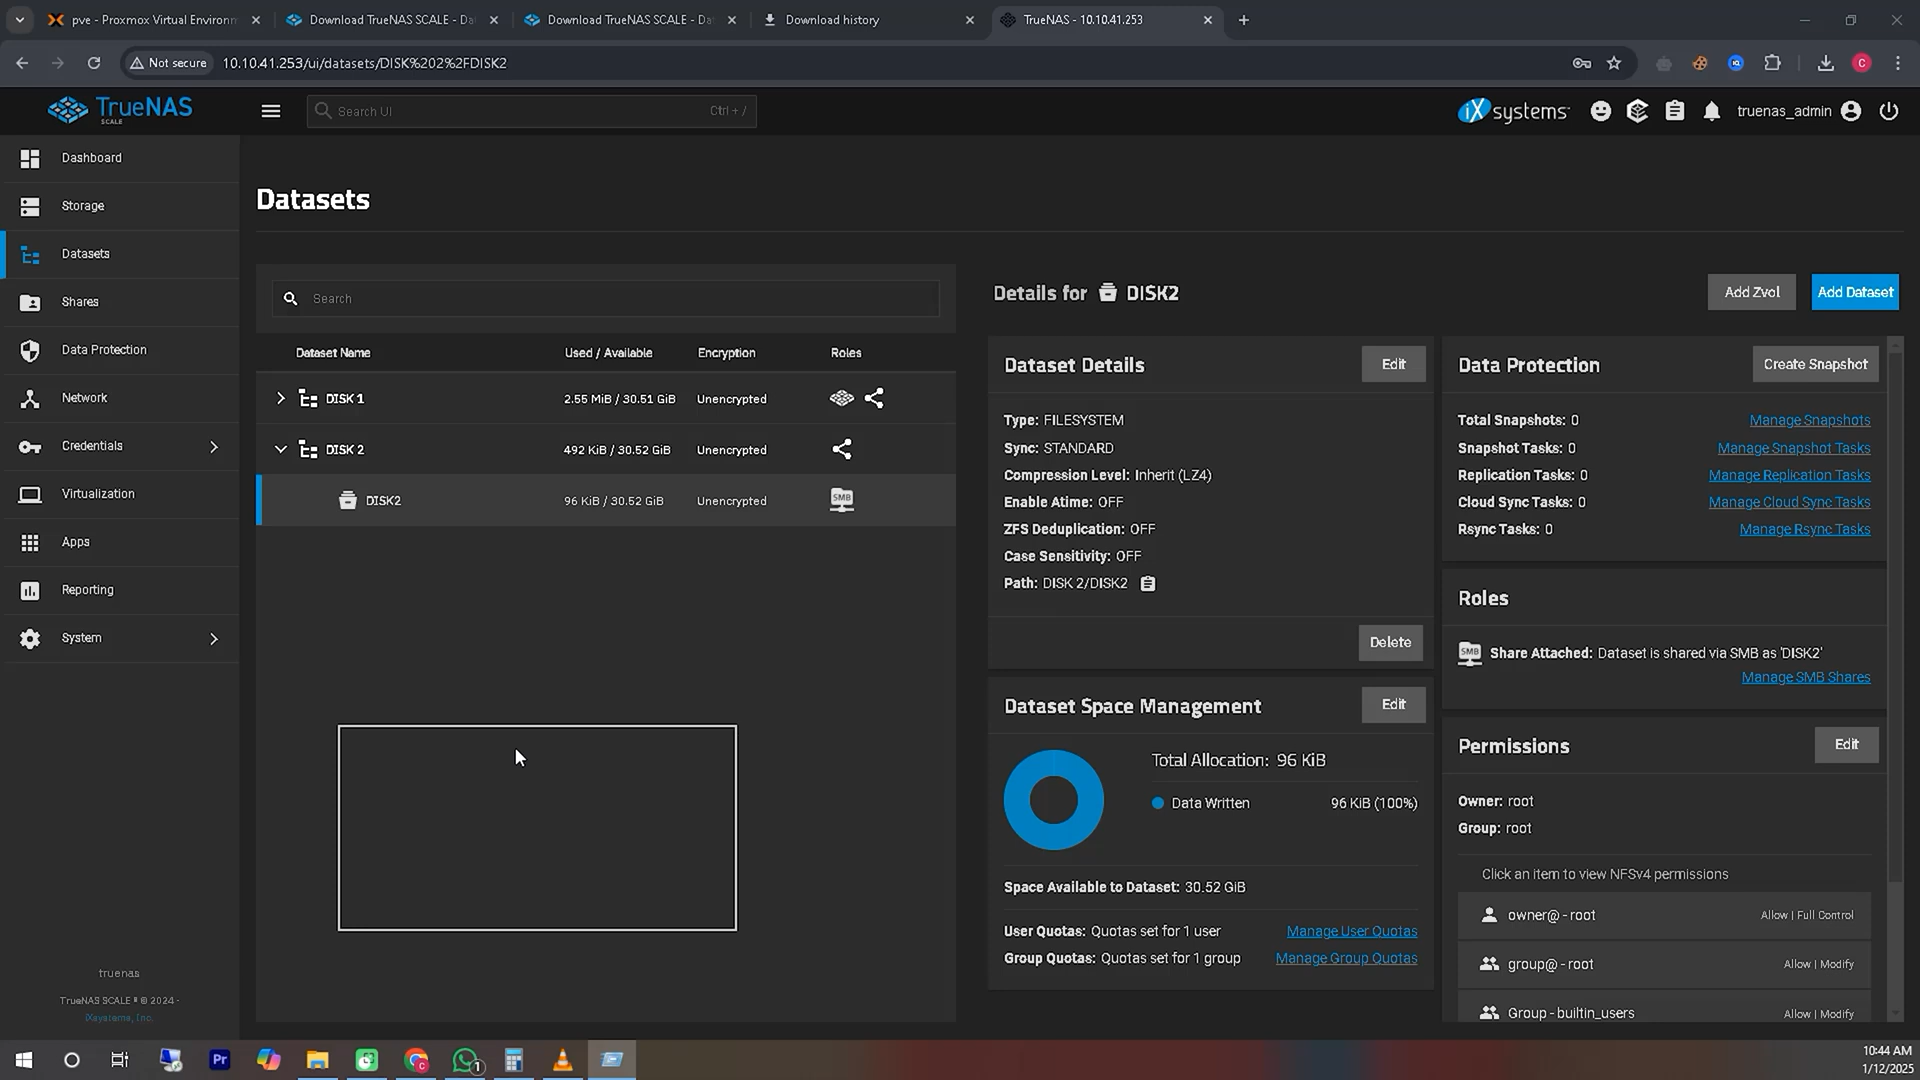 pve - Proxmox Virtual Environm
Download TrueNAS SCALE - Da
Download TrueNAS SCALE - Da
Download history
TrueNAS - 10.10.41.253
Not secure
10.10.41.253/ui/datasets/DISK%202%2FDISK2
C
TrueNAS
SCALE
Search UI
Ctrl + /
iXsystems
truenas_admin
Dashboard
Storage
Datasets
Shares
Data Protection
Network
Credentials
Virtualization
Apps
Reporting
System
truenas
TrueNAS SCALE ® © 2024 -
iXsystems, Inc.
Datasets
Search
Dataset Name
Used / Available
Encryption
Roles
DISK 1
2.55 MiB / 30.51 GiB
Unencrypted
DISK 2
492 KiB / 30.52 GiB
Unencrypted
DISK2
96 KiB / 30.52 GiB
Unencrypted
SMB
Details for DISK2
Add Zvol
Add Dataset
Dataset Details
Edit
Type: FILESYSTEM
Sync: STANDARD
Compression Level: Inherit (LZ4)
Enable Atime: OFF
ZFS Deduplication: OFF
Case Sensitivity: OFF
Path: DISK 2/DISK2
Delete
Dataset Space Management
Edit
Total Allocation: 96 KiB
Data Written
96 KiB (100%)
Space Available to Dataset: 30.52 GiB
User Quotas: Quotas set for 1 user
Manage User Quotas
Group Quotas: Quotas set for 1 group
Manage Group Quotas
Data Protection
Create Snapshot
Total Snapshots: 0
Manage Snapshots
Snapshot Tasks: 0
Manage Snapshot Tasks
Replication Tasks: 0
Manage Replication Tasks
Cloud Sync Tasks: 0
Manage Cloud Sync Tasks
Rsync Tasks: 0
Manage Rsync Tasks
Roles
SMB
Share Attached: Dataset is shared via SMB as 'DISK2'
Manage SMB Shares
Permissions
Edit
Owner: root
Group: root
Click an item to view NFSv4 permissions
owner@ - root
Allow | Full Control
group@ - root
Allow | Modify
Group - builtin_users
Allow | Modify
Pr
C
1
10:44 AM
1/12/2025